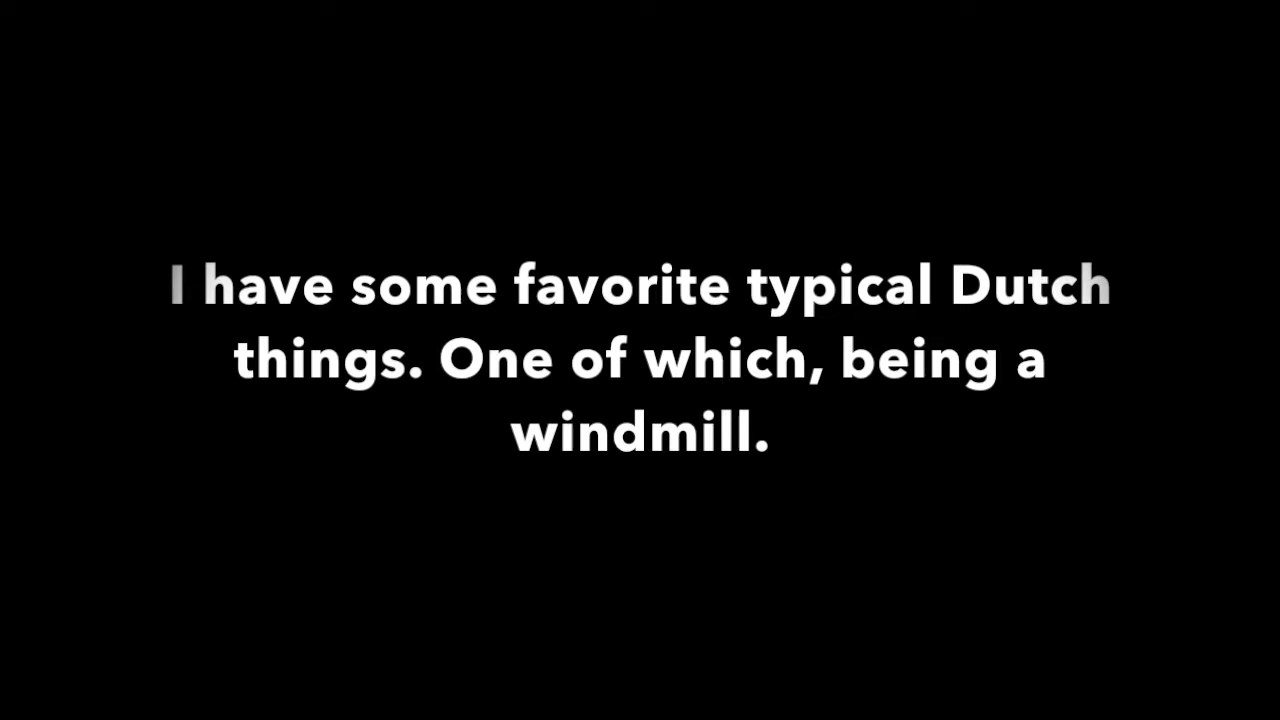 I have some favorite typical Dutch
things. One of which, being a
windmill.